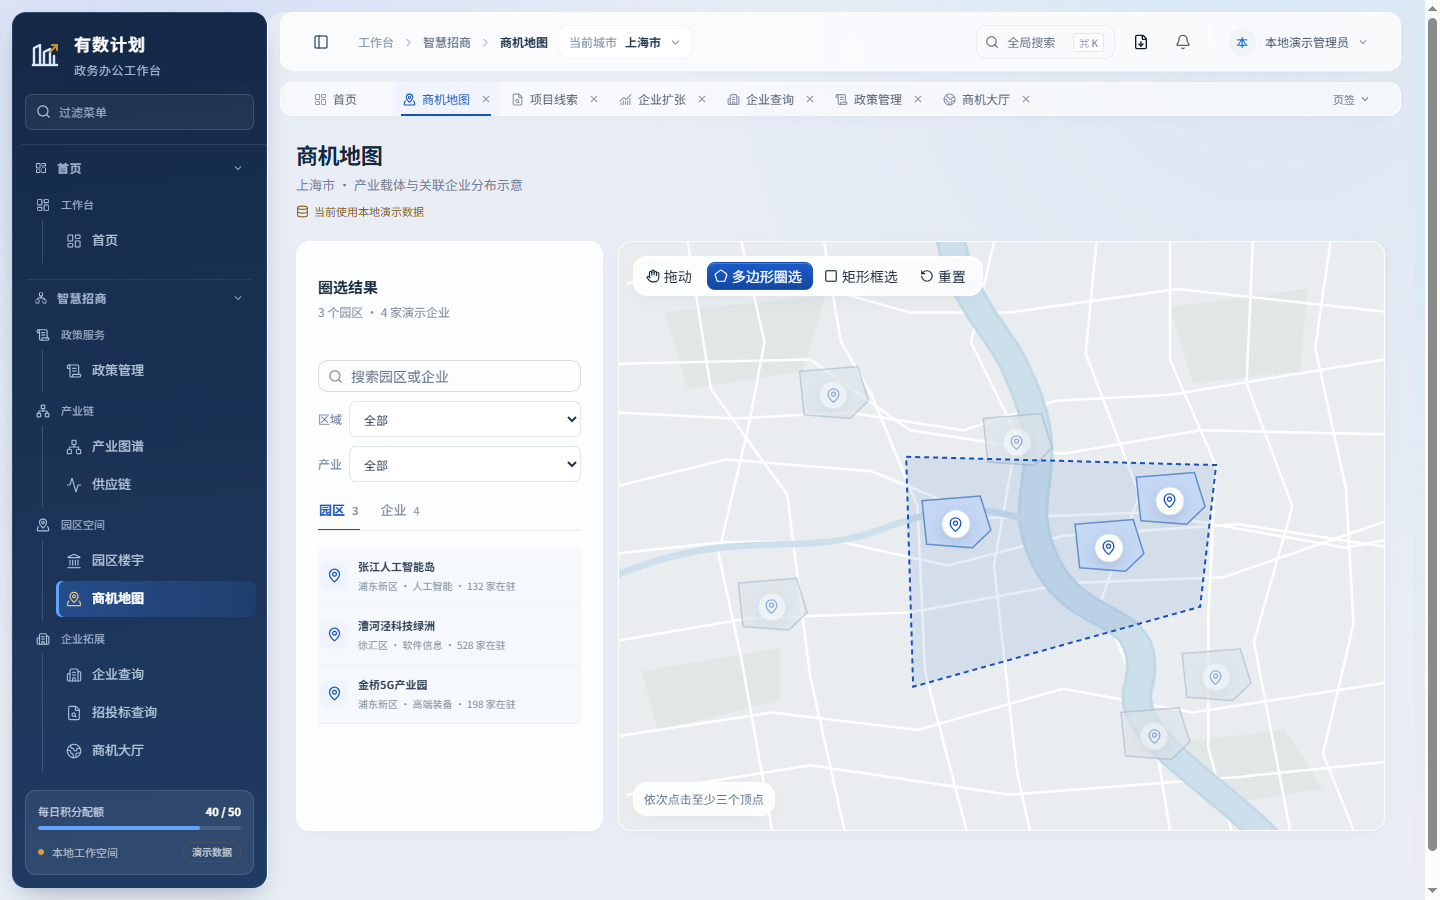 有数计划
政务办公工作台
过滤菜单
首页
工作台
首页
智慧招商
政策服务
政策管理
产业链
产业图谱
供应链
园区空间
园区楼宇
商机地图
企业拓展
企业查询
招投标查询
商机大厅
每日积分配额 40 / 50
本地工作空间 演示数据
工作台 智慧招商 商机地图 当前城市 上海市
全局搜索 ⌘K 本 本地演示管理员
首页 商机地图 项目线索 企业扩张 企业查询 政策管理 商机大厅 页签
商机地图
上海市 • 产业载体与关联企业分布示意
当前使用本地演示数据
圈选结果
3 个园区 • 4 家演示企业
搜索园区或企业
区域 全部
产业 全部
园区 3 企业 4
张江人工智能岛
浦东新区 • 人工智能 • 132 家在驻
漕河泾科技绿洲
徐汇区 • 软件信息 • 528 家在驻
金桥5G产业园
浦东新区 • 高端装备 • 198 家在驻
拖动 多边形圈选 矩形框选 重置
依次点击至少三个顶点